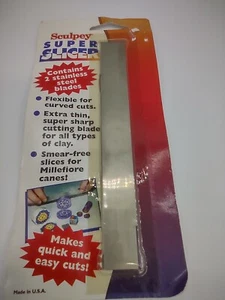 Sculpey
SUPER
SLICER
Contains
2 stainless
steel
blades
• Flexible for
curved cuts.
• Extra thin,
super sharp
cutting blade
for all types
of clay.
• Smear-free
slices for
Millefiore
canes!
Makes
quick and
easy cuts!
Made in U.S.A.